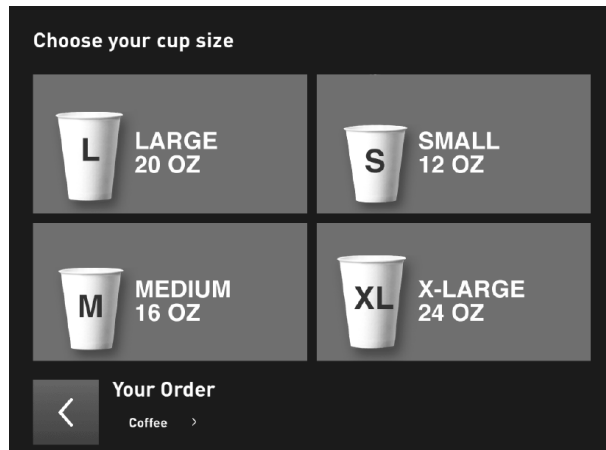 Choose your cup size
L
LARGE
20 OZ
S
SMALL
12 OZ
M
MEDIUM
16 OZ
XL
X-LARGE
24 OZ
Your Order
Coffee